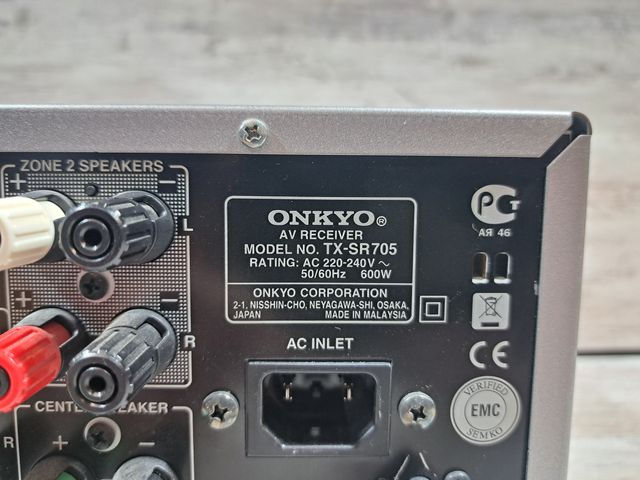 ZONE 2 SPEAKERS
+ −
L
+ −
R
CENTER SPEAKER
R + −
ONKYO®
AV RECEIVER
MODEL NO. TX-SR705
RATING: AC 220-240V ~
50/60Hz 600W
ONKYO CORPORATION
2-1, NISSHIN-CHO, NEYAGAWA-SHI, OSAKA,
JAPAN MADE IN MALAYSIA
AC INLET
РСт
АЯ 46
CE
VERIFIED
EMC
SEMKO